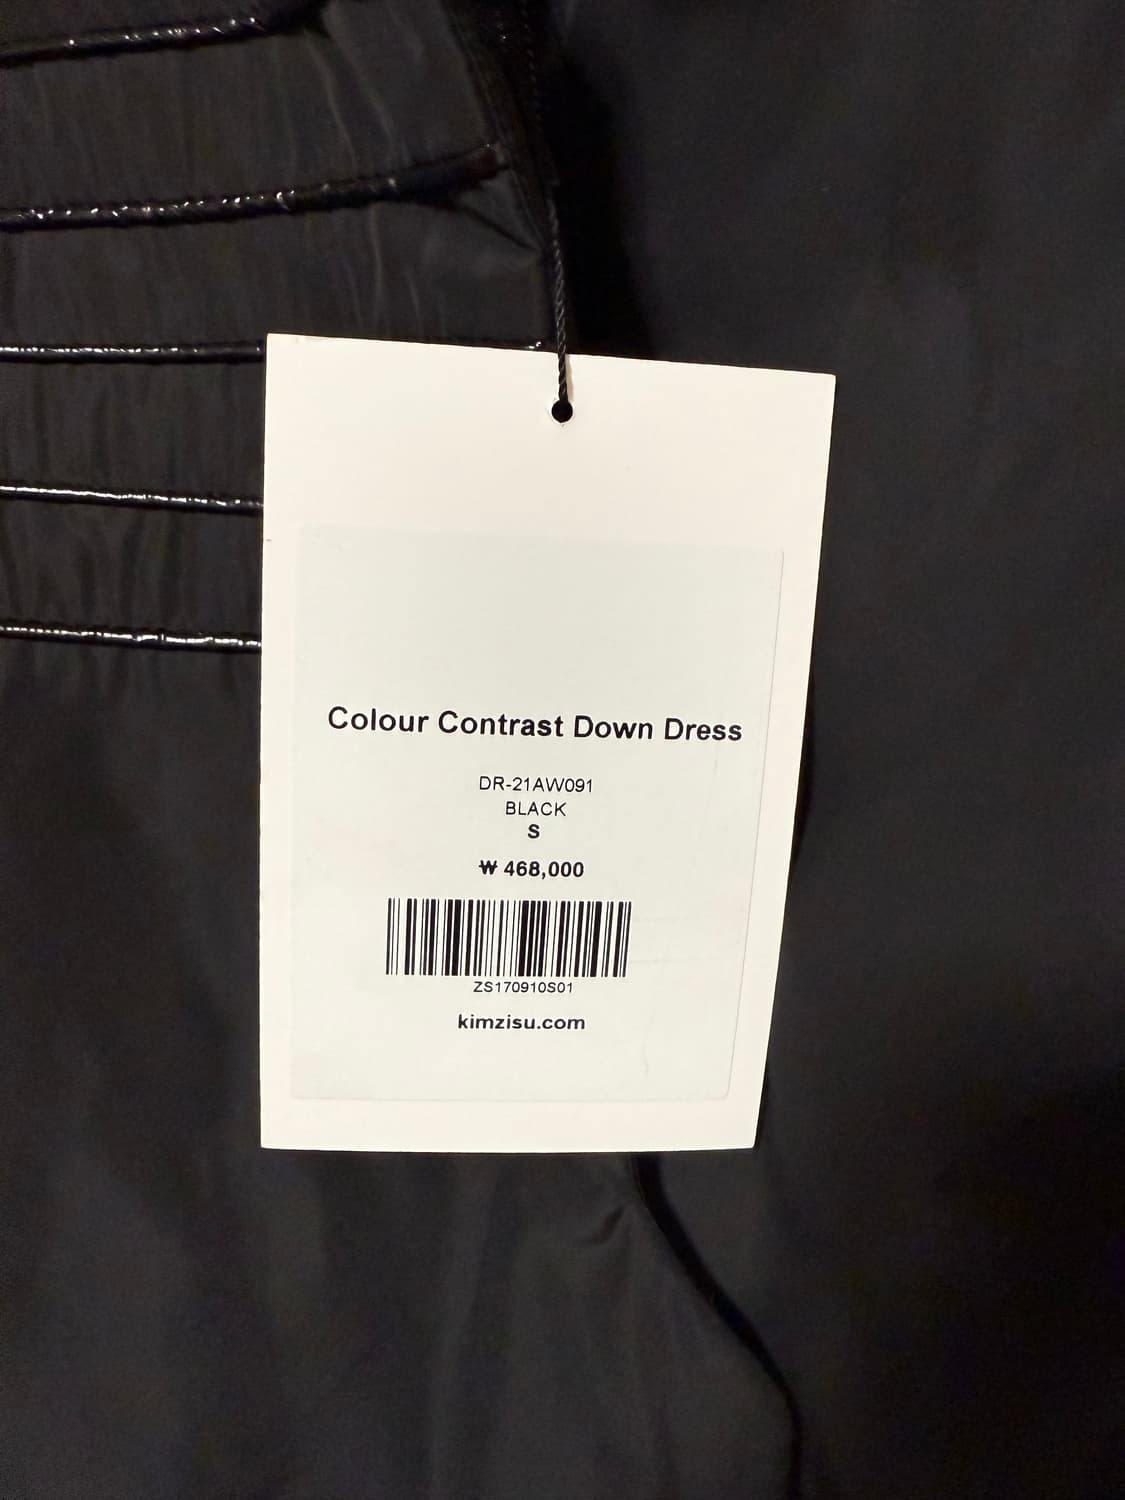 Colour Contrast Down Dress
DR-21AW091
BLACK
S
₩ 468,000
ZS170910S01
kimzisu.com